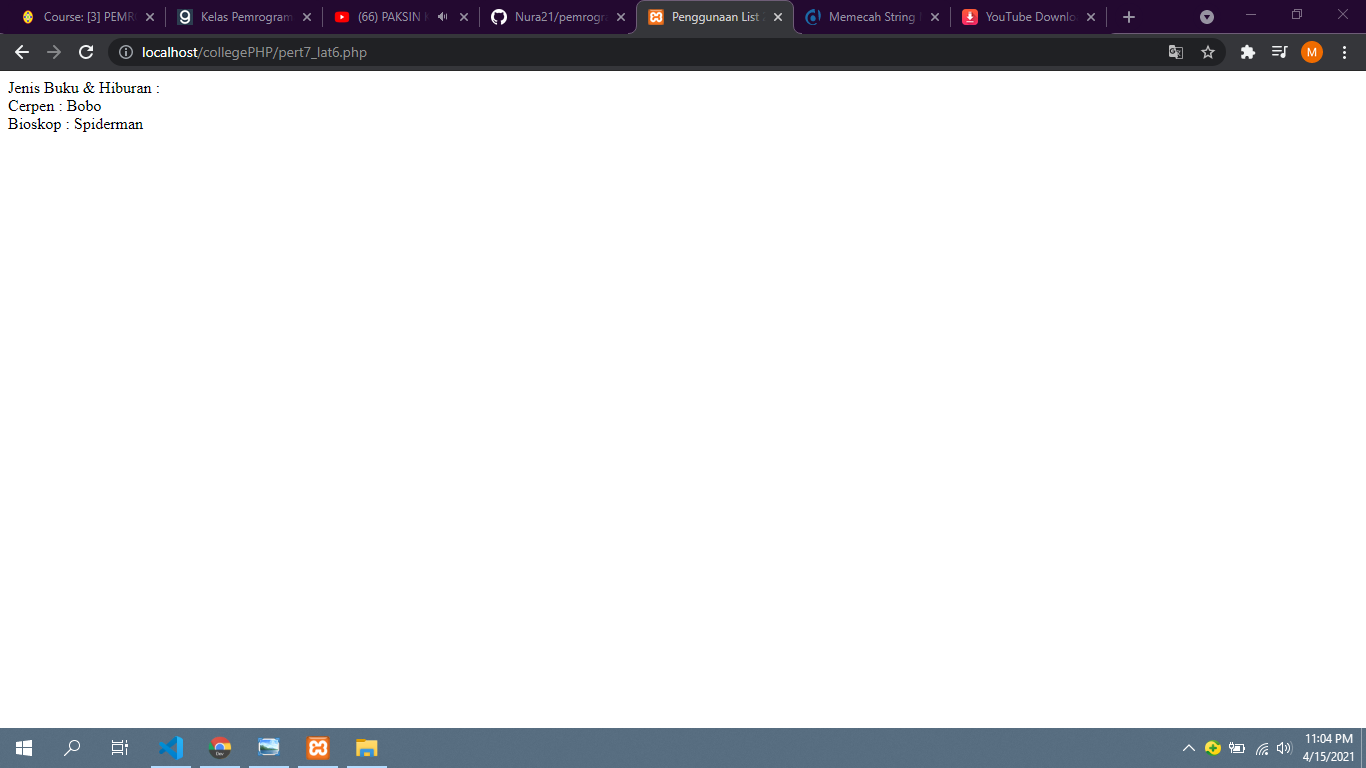 Course: [3] PEMR
Kelas Pemrogram
(66) PAKSIN
Nura21/pemrogr
Penggunaan List
Memecah String
YouTube Downlo
localhost/collegePHP/pert7_lat6.php
M
Jenis Buku & Hiburan :
Cerpen : Bobo
Bioskop : Spiderman
Dev
11:04 PM
4/15/2021